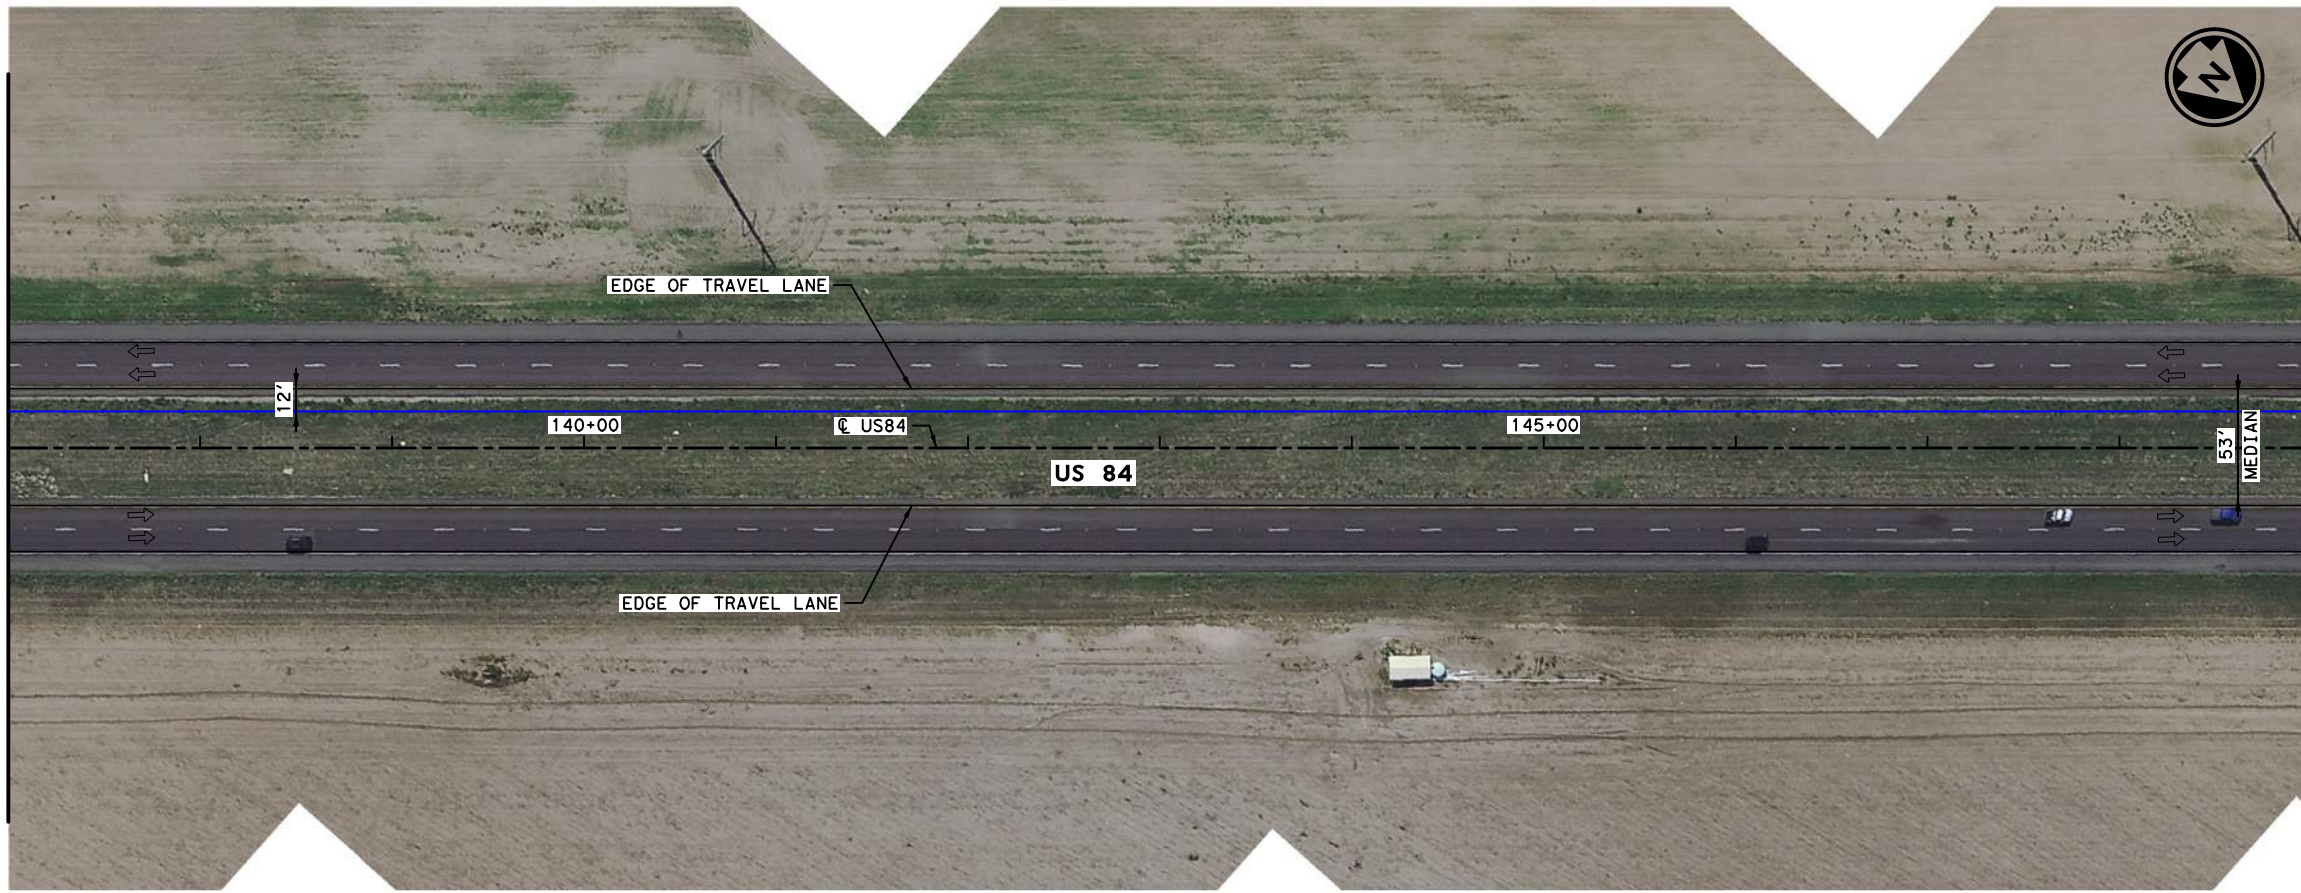 N
EDGE OF TRAVEL LANE
12'
140+00
℄ US84
145+00
53'
MEDIAN
US 84
EDGE OF TRAVEL LANE